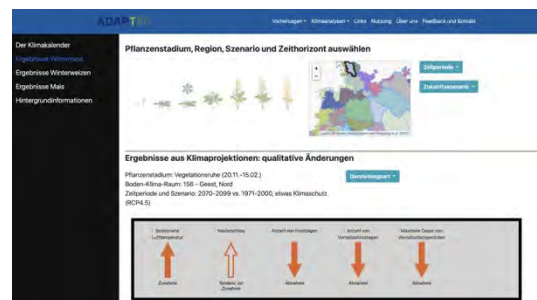 ADAPTer
Vorhersagen Klimaanalysen Links Nutzung Über uns Feedback und Kontakt
Der Klimakalender
Ergebnisse Winterraps
Ergebnisse Winterweizen
Ergebnisse Mais
Hintergrundinformationen
Pflanzenstadium, Region, Szenario und Zeithorizont auswählen
+
-
Zeitperiode
Zukunftsszenario
Ergebnisse aus Klimaprojektionen: qualitative Änderungen
Pflanzenstadium: Vegetationsruhe (20.11.-15.02.)
Boden-Klima-Raum: 156 - Geest, Nord
Zeitperiode und Szenario: 2070-2099 vs. 1971-2000, etwas Klimaschutz
(RCP4.5)
Darstellungsart
Bodennahe Lufttemperatur
Niederschlag
Anzahl von Frosttagen
Anzahl von Vernalisationstagen
Maximale Dauer von Vernalisationsperioden
Zunahme
Tendenz zur Zunahme
Abnahme
Abnahme
Abnahme